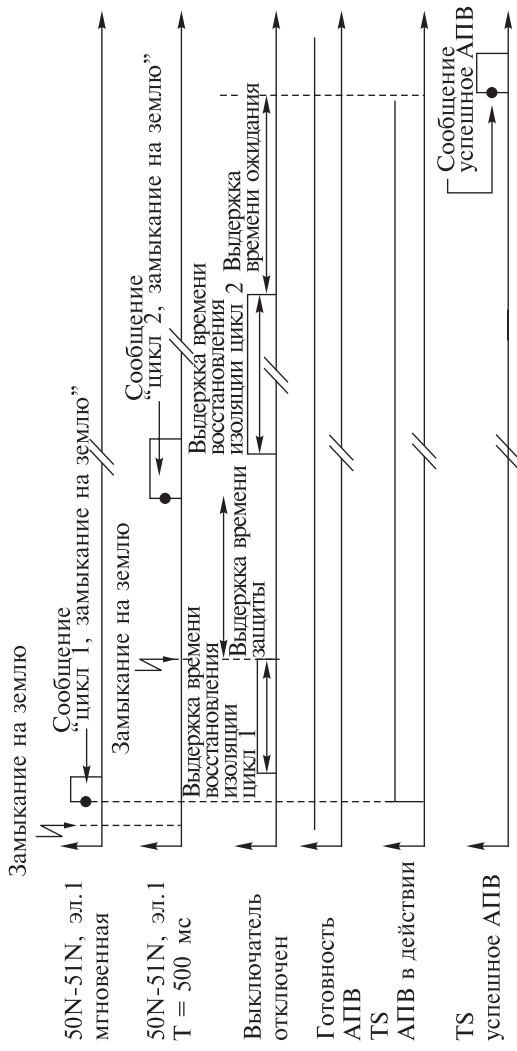 Замыкание на землю
Сообщение
“цикл 1, замыкание на землю”
50N-51N, эл.1
мгновенная
Замыкание на землю
Сообщение
“цикл 2, замыкание на землю”
50N-51N, эл.1
T = 500 мс
Выдержка времени
восстановления
изоляции
цикл 1
Выдержка времени
защиты
Выдержка времени
восстановления
изоляции цикл 2
Выдержка
времени ожидания
Выключатель
отключен
Готовность
АПВ
TS
АПВ в действии
Сообщение
успешное АПВ
TS
успешное АПВ